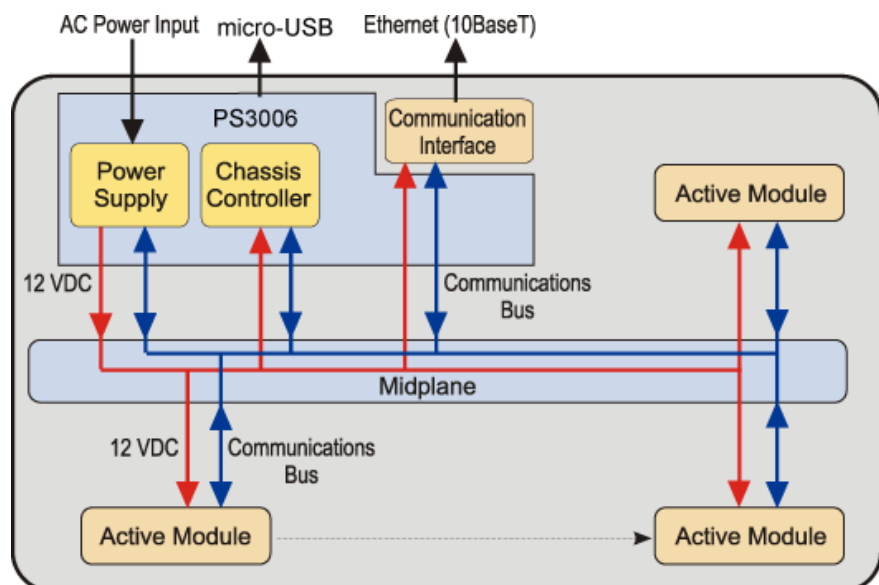 AC Power Input
micro-USB
Ethernet (10BaseT)
PS3006
Communication
Interface
Power
Supply
Chassis
Controller
Active Module
12 VDC
Communications
Bus
Midplane
12 VDC
Communications
Bus
Active Module
Active Module